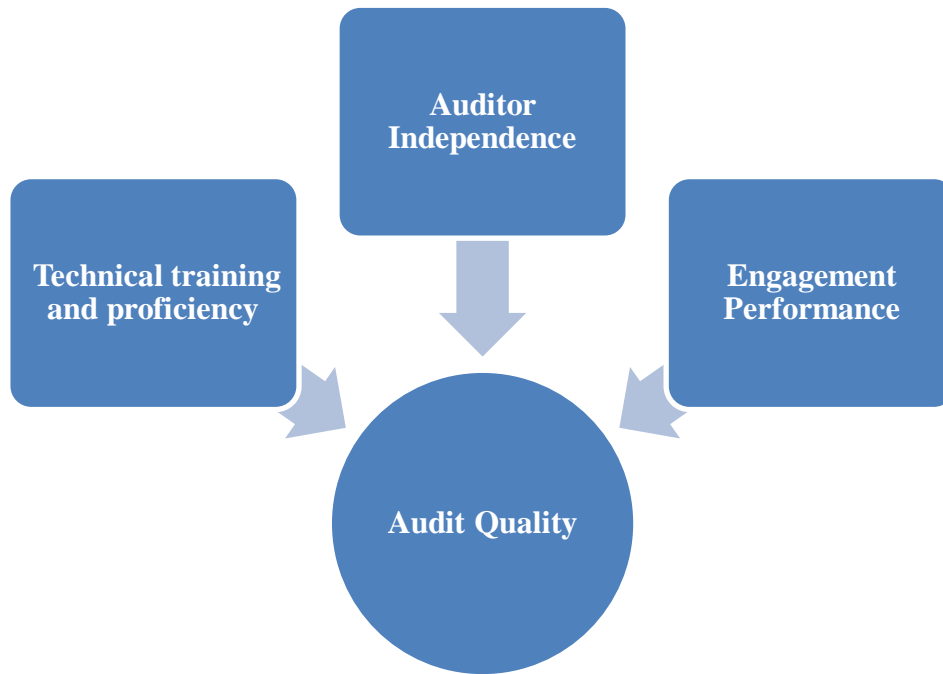 Auditor
Independence
Technical training
and proficiency
Engagement
Performance
Audit Quality